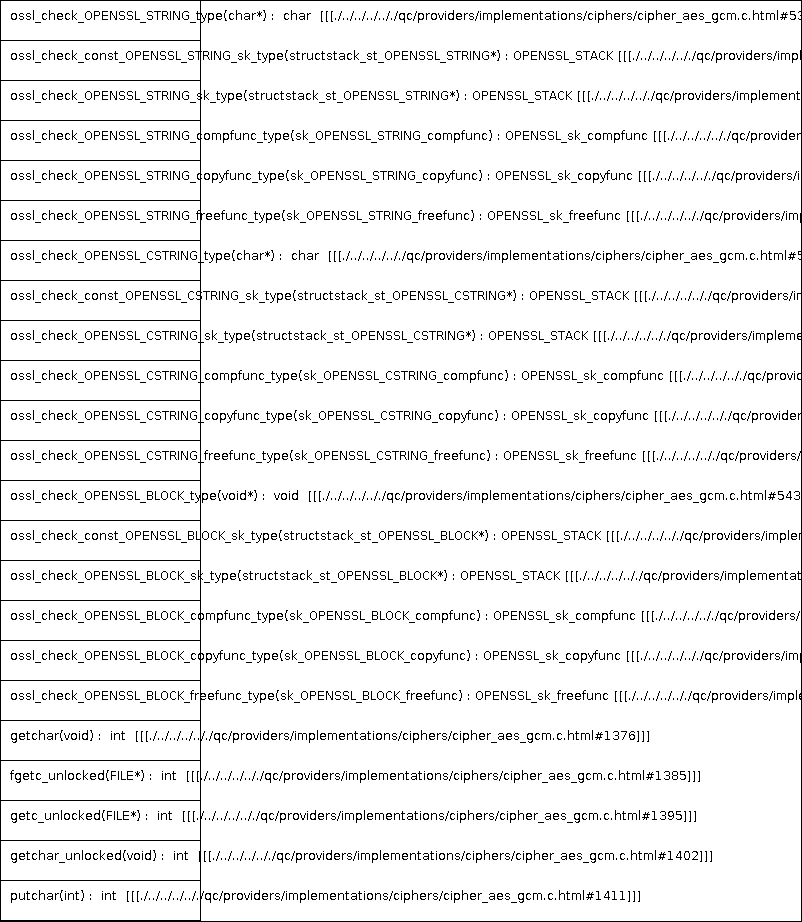 ossl_check_OPENSSL_STRING_type(char*) : char [[[./../../../../qc/providers/implementations/ciphers/cipher_aes_gcm.c.html#53
ossl_check_const_OPENSSL_STRING_sk_type(structstack_st_OPENSSL_STRING*) : OPENSSL_STACK [[[./../../../../qc/providers/impl
ossl_check_OPENSSL_STRING_sk_type(structstack_st_OPENSSL_STRING*) : OPENSSL_STACK [[[./../../../../qc/providers/implement
ossl_check_OPENSSL_STRING_compfunc_type(sk_OPENSSL_STRING_compfunc) : OPENSSL_sk_compfunc [[[./../../../../qc/provider
ossl_check_OPENSSL_STRING_copyfunc_type(sk_OPENSSL_STRING_copyfunc) : OPENSSL_sk_copyfunc [[[./../../../../qc/providers/i
ossl_check_OPENSSL_STRING_freefunc_type(sk_OPENSSL_STRING_freefunc) : OPENSSL_sk_freefunc [[[./../../../../qc/providers/im
ossl_check_OPENSSL_CSTRING_type(char*) : char [[[./../../../../qc/providers/implementations/ciphers/cipher_aes_gcm.c.html#5
ossl_check_const_OPENSSL_CSTRING_sk_type(structstack_st_OPENSSL_CSTRING*) : OPENSSL_STACK [[[./../../../../qc/providers/i
ossl_check_OPENSSL_CSTRING_sk_type(structstack_st_OPENSSL_CSTRING*) : OPENSSL_STACK [[[./../../../../qc/providers/impleme
ossl_check_OPENSSL_CSTRING_compfunc_type(sk_OPENSSL_CSTRING_compfunc) : OPENSSL_sk_compfunc [[[./../../../../qc/provid
ossl_check_OPENSSL_CSTRING_copyfunc_type(sk_OPENSSL_CSTRING_copyfunc) : OPENSSL_sk_copyfunc [[[./../../../../qc/provider
ossl_check_OPENSSL_CSTRING_freefunc_type(sk_OPENSSL_CSTRING_freefunc) : OPENSSL_sk_freefunc [[[./../../../../qc/providers/
ossl_check_OPENSSL_BLOCK_type(void*) : void [[[./../../../../qc/providers/implementations/ciphers/cipher_aes_gcm.c.html#543
ossl_check_const_OPENSSL_BLOCK_sk_type(structstack_st_OPENSSL_BLOCK*) : OPENSSL_STACK [[[./../../../../qc/providers/implem
ossl_check_OPENSSL_BLOCK_sk_type(structstack_st_OPENSSL_BLOCK*) : OPENSSL_STACK [[[./../../../../qc/providers/implementat
ossl_check_OPENSSL_BLOCK_compfunc_type(sk_OPENSSL_BLOCK_compfunc) : OPENSSL_sk_compfunc [[[./../../../../qc/providers/
ossl_check_OPENSSL_BLOCK_copyfunc_type(sk_OPENSSL_BLOCK_copyfunc) : OPENSSL_sk_copyfunc [[[./../../../../qc/providers/im
ossl_check_OPENSSL_BLOCK_freefunc_type(sk_OPENSSL_BLOCK_freefunc) : OPENSSL_sk_freefunc [[[./../../../../qc/providers/imple
getchar(void) : int [[[./../../../../qc/providers/implementations/ciphers/cipher_aes_gcm.c.html#1376]]]
fgetc_unlocked(FILE*) : int [[[./../../../../qc/providers/implementations/ciphers/cipher_aes_gcm.c.html#1385]]]
getc_unlocked(FILE*) : int [[[./../../../../qc/providers/implementations/ciphers/cipher_aes_gcm.c.html#1395]]]
getchar_unlocked(void) : int [[[./../../../../qc/providers/implementations/ciphers/cipher_aes_gcm.c.html#1402]]]
putchar(int) : int [[[./../../../../qc/providers/implementations/ciphers/cipher_aes_gcm.c.html#1411]]]